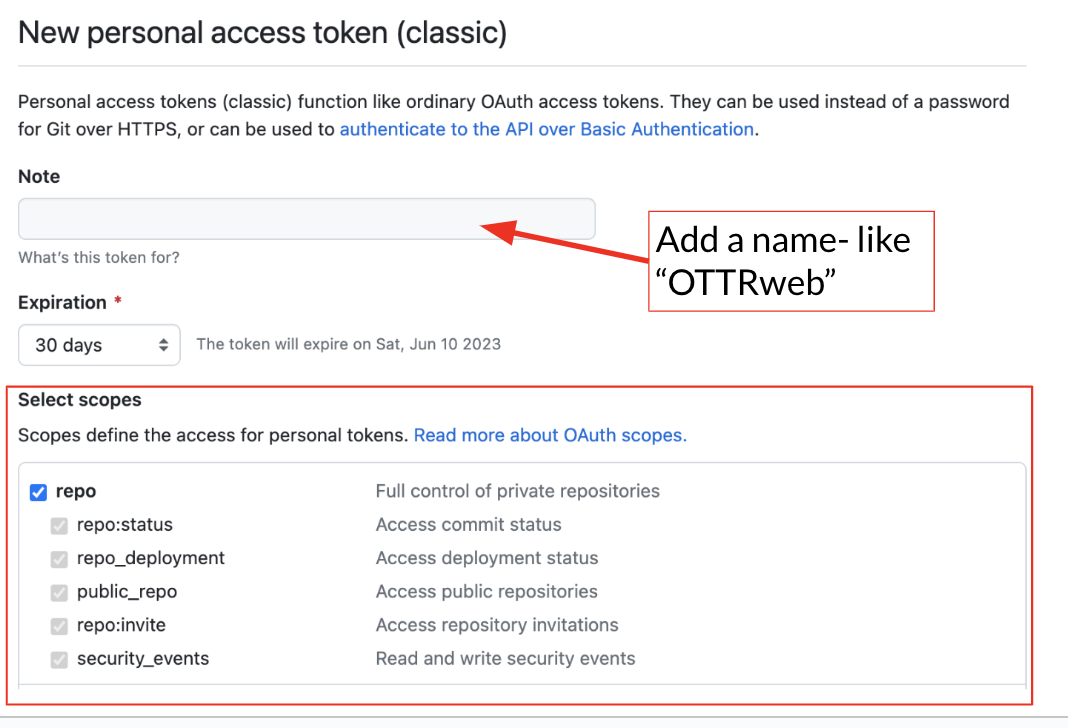 New personal access token (classic)
Personal access tokens (classic) function like ordinary OAuth access tokens. They can be used instead of a password
for Git over HTTPS, or can be used to authenticate to the API over Basic Authentication.
Note
Add a name- like
“OTTRweb”
What's this token for?
Expiration *
30 days
The token will expire on Sat, Jun 10 2023
Select scopes
Scopes define the access for personal tokens. Read more about OAuth scopes.
repo Full control of private repositories
repo:status Access commit status
repo_deployment Access deployment status
public_repo Access public repositories
repo:invite Access repository invitations
security_events Read and write security events